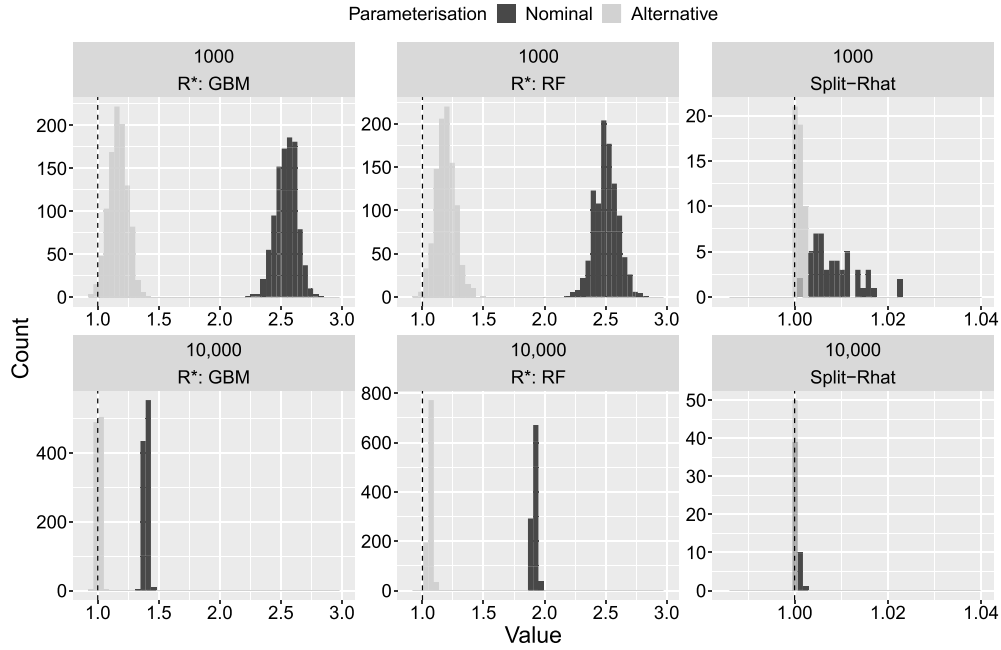 Parameterisation Nominal Alternative
1000 1000 1000
R*: GBM R*: RF Split−Rhat
200 200 20
150 150 15
100 100 10
50 50 5
0 0 0
1.0 1.5 2.0 2.5 3.0 1.0 1.5 2.0 2.5 3.0 1.00 1.02 1.04
Count
10,000 10,000 10,000
R*: GBM R*: RF Split−Rhat
400 800 50
200 600 40
0 400 30
200 20
0 10
0
1.0 1.5 2.0 2.5 3.0 1.0 1.5 2.0 2.5 3.0 1.00 1.02 1.04
Value